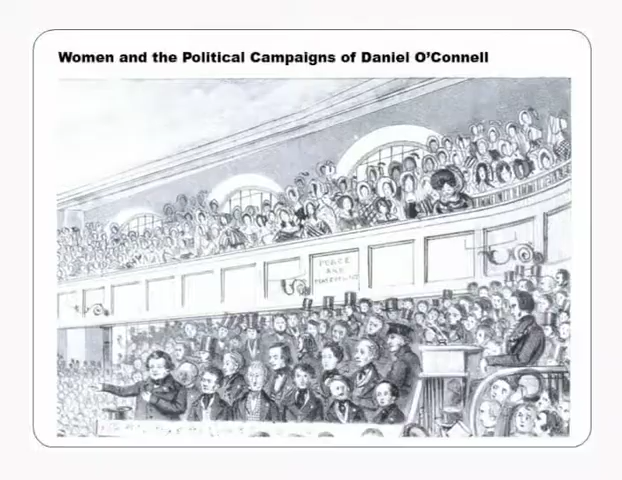 Women and the Political Campaigns of Daniel O’Connell
PEACE
AND